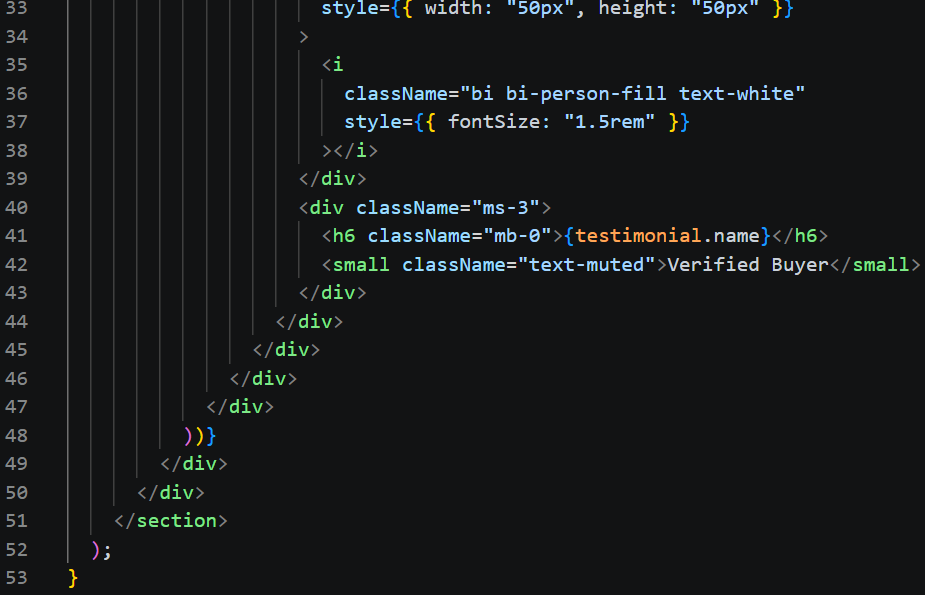 33 style={{ width: "50px", height: "50px" }}
34 >
35 <i
36 className="bi bi-person-fill text-white"
37 style={{ fontSize: "1.5rem" }}
38 ></i>
39 </div>
40 <div className="ms-3">
41 <h6 className="mb-0">{testimonial.name}</h6>
42 <small className="text-muted">Verified Buyer</small>
43 </div>
44 </div>
45 </div>
46 </div>
47 </div>
48 ))}
49 </div>
50 </div>
51 </section>
52 );
53 }